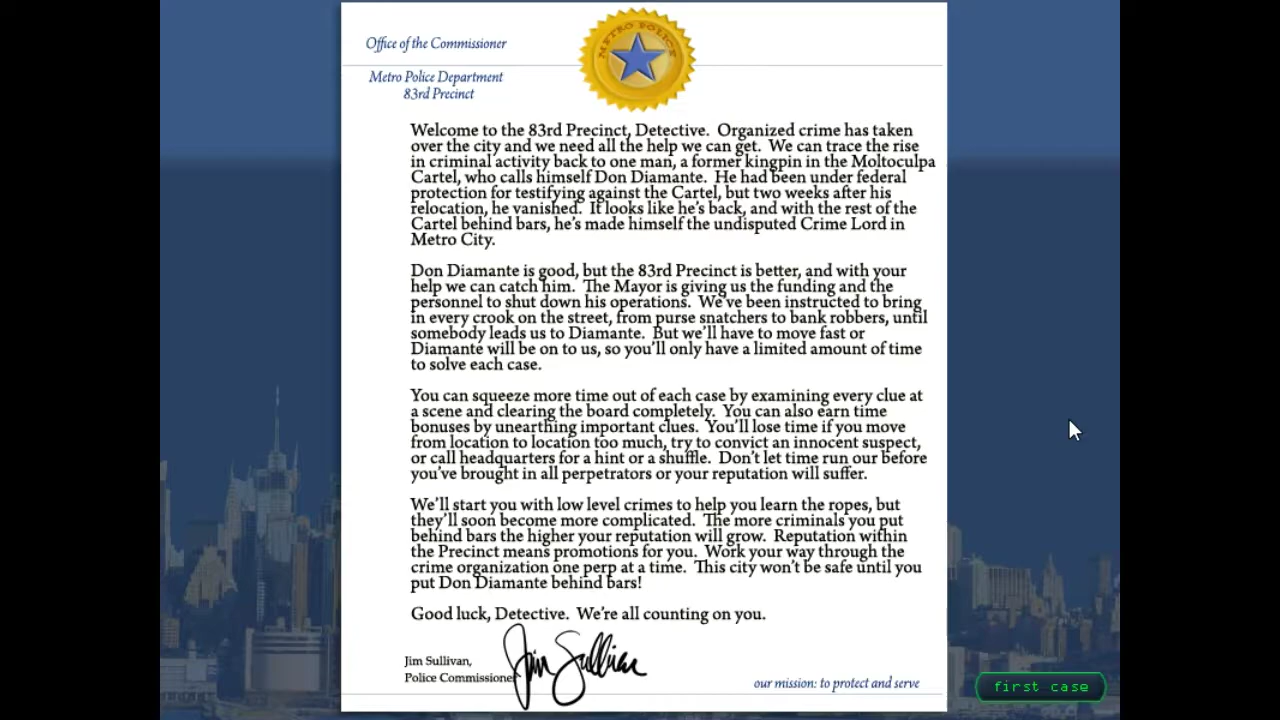 Office of the Commissioner
METRO POLICE
Metro Police Department
83rd Precinct
Welcome to the 83rd Precinct, Detective. Organized crime has taken
over the city and we need all the help we can get. We can trace the rise
in criminal activity back to one man, a former kingpin in the Moltoculpa
Cartel, who calls himself Don Diamante. He had been under federal
protection for testifying against the Cartel, but two weeks after his
relocation, he vanished. It looks like he's back, and with the rest of the
Cartel behind bars, he's made himself the undisputed Crime Lord in
Metro City.
Don Diamante is good, but the 83rd Precinct is better, and with your
help we can catch him. The Mayor is giving us the funding and the
personnel to shut down his operations. We've been instructed to bring
in every crook on the street, from purse snatchers to bank robbers, until
somebody leads us to Diamante. But we'll have to move fast or
Diamante will be on to us, so you'll only have a limited amount of time
to solve each case.
You can squeeze more time out of each case by examining every clue at
a scene and clearing the board completely. You can also earn time
bonuses by unearthing important clues. You'll lose time if you move
from location to location too much, try to convict an innocent suspect,
or call headquarters for a hint or a shuffle. Don't let time run our before
you've brought in all perpetrators or your reputation will suffer.
We'll start you with low level crimes to help you learn the ropes, but
they'll soon become more complicated. The more criminals you put
behind bars the higher your reputation will grow. Reputation within
the Precinct means promotions for you. Work your way through the
crime organization one perp at a time. This city won't be safe until you
put Don Diamante behind bars!
Good luck, Detective. We're all counting on you.
Jim Sullivan
Jim Sullivan,
Police Commissioner
our mission: to protect and serve
first case